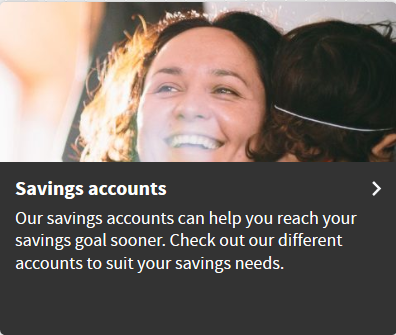 Savings accounts
Our savings accounts can help you reach your
savings goal sooner. Check out our different
accounts to suit your savings needs.